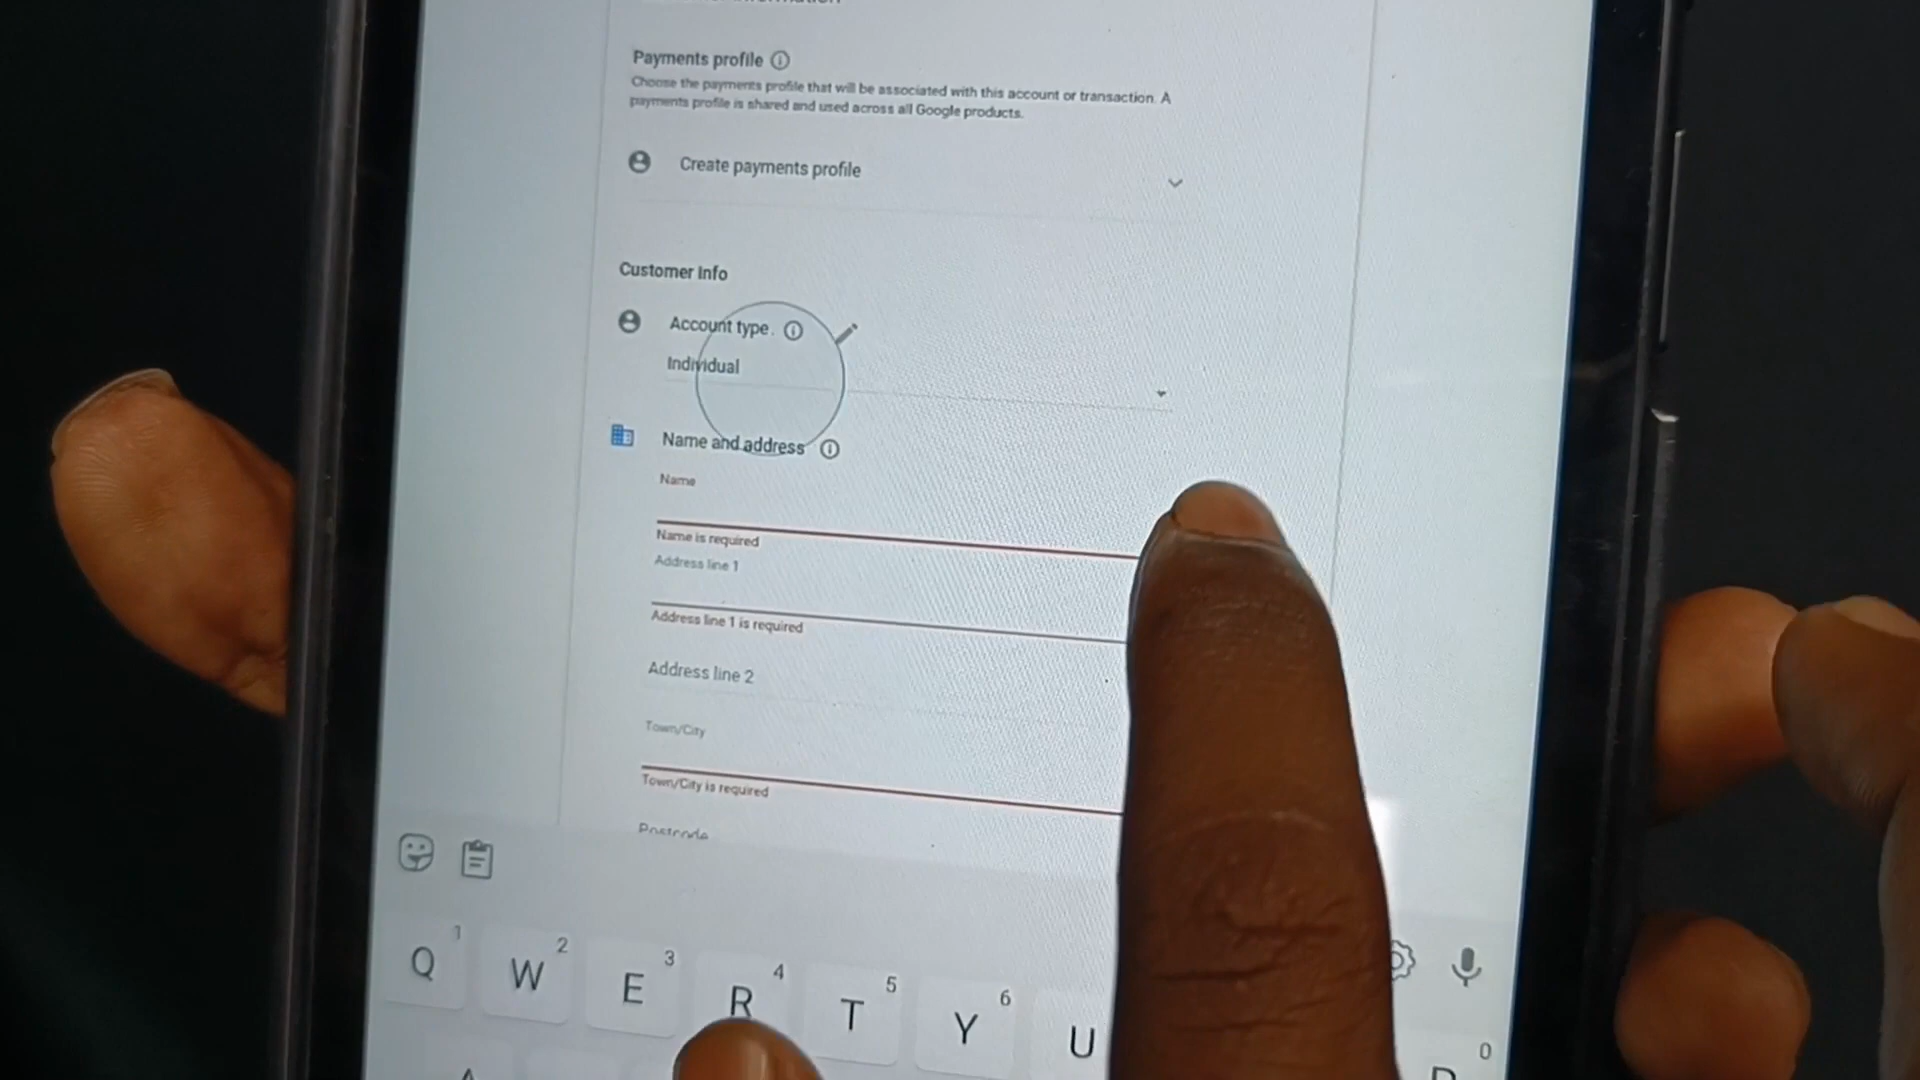 Payments profile
Choose the payments profile that will be associated with this account or transaction. A
payments profile is shared and used across all Google products.
Create payments profile
Customer Info
Account type
Individual
Name and address
Name
Name is required
Address line 1
Address line 1 is required
Address line 2
Town/City
Town/City is required
Postcode
1 2 3 4 5 6 0
Q W E R T Y U P
A